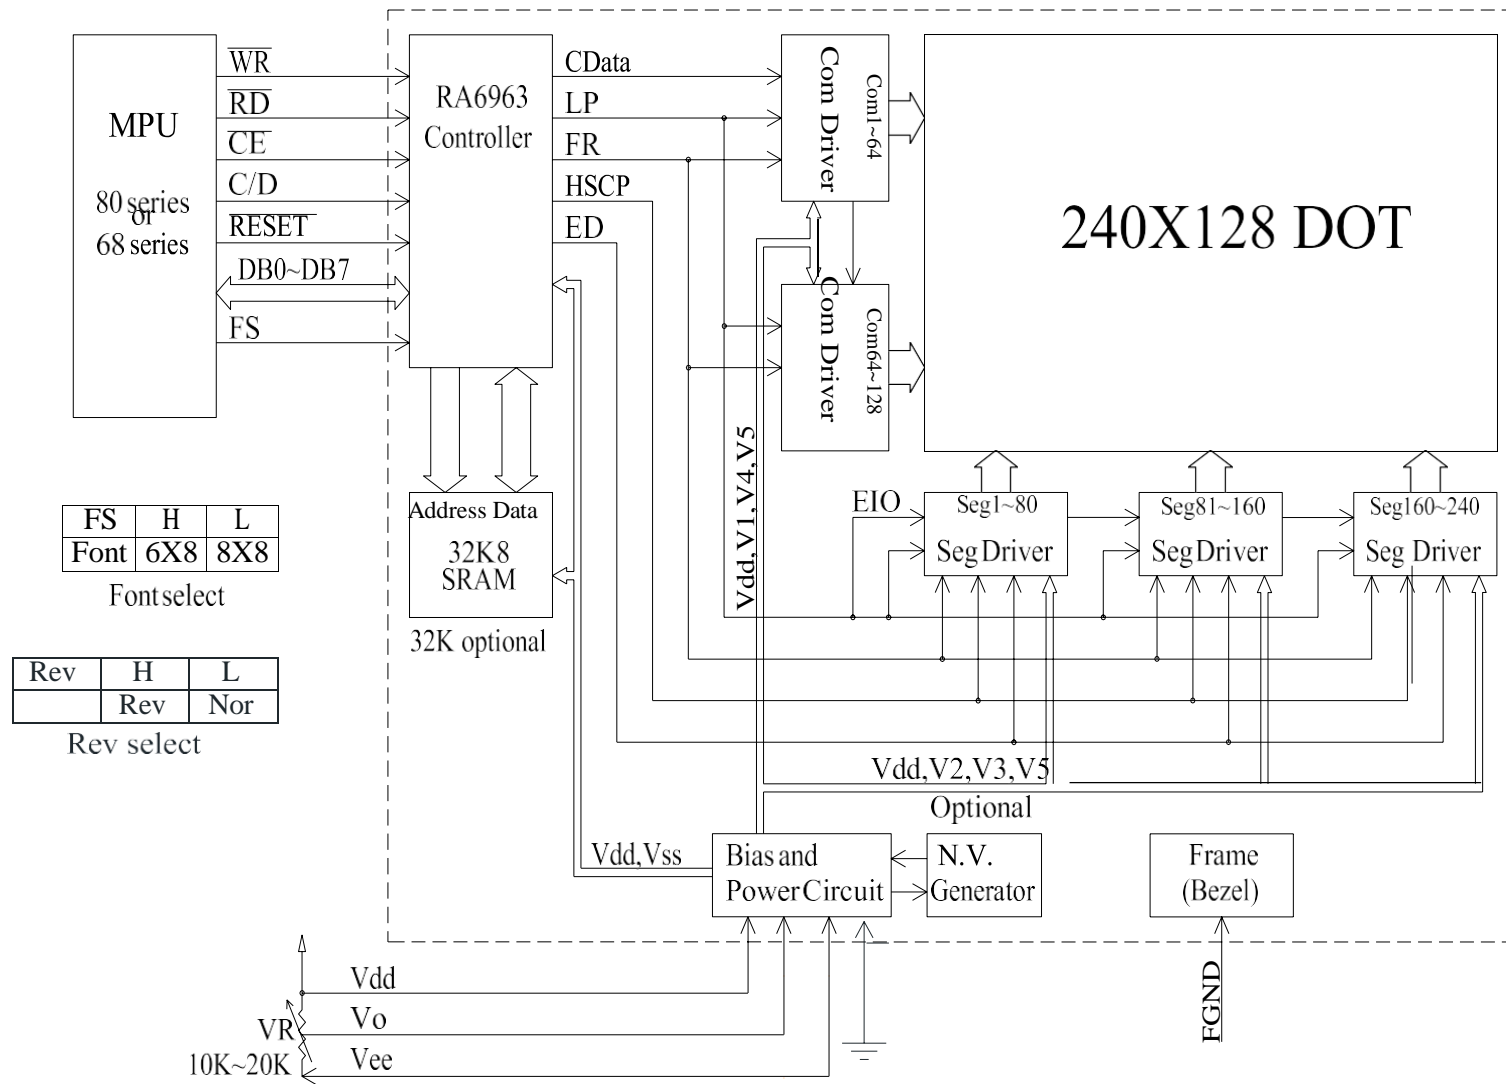 MPU
80 series
or
68 series
WR
RD
CE
C/D
RESET
DB0~DB7
FS
RA6963
Controller
CData
LP
FR
HSCP
ED
Com Driver
Com1~64
Com Driver
Com64~128
240X128 DOT
Address Data
32K8
SRAM
32K optional
FS H L
Font 6X8 8X8
Font select
Rev H L
Rev Nor
Rev select
Vdd,V1,V4,V5
EIO
Seg1~80
Seg Driver
Seg81~160
Seg Driver
Seg160~240
Seg Driver
Vdd,V2,V3,V5
Optional
Vdd,Vss
Bias and
Power Circuit
N.V.
Generator
Frame
(Bezel)
FGND
Vdd
Vo
VR
10K~20K
Vee